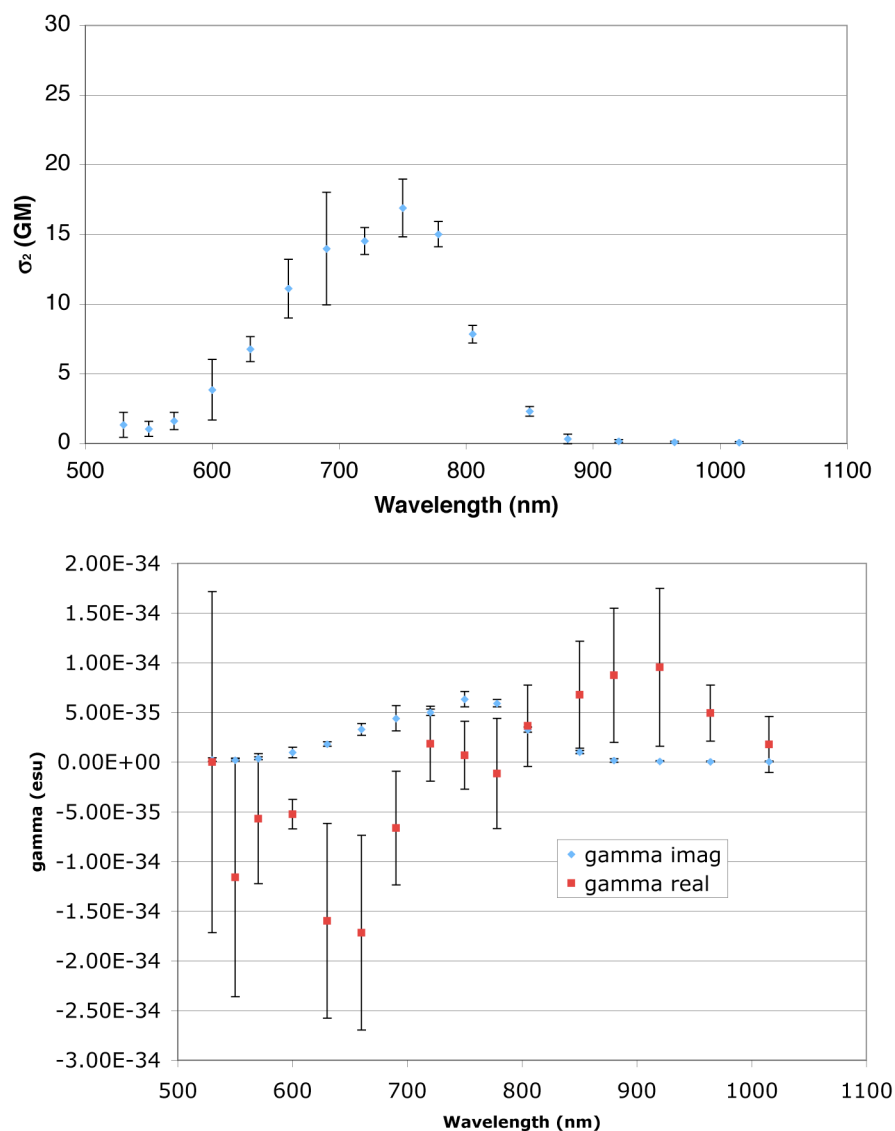 30
25
20
15
10
5
0
σ₂ (GM)
500 600 700 800 900 1000 1100
Wavelength (nm)
2.00E-34
1.50E-34
1.00E-34
5.00E-35
0.00E+00
-5.00E-35
-1.00E-34
-1.50E-34
-2.00E-34
-2.50E-34
-3.00E-34
gamma (esu)
gamma imag
gamma real
500 600 700 800 900 1000 1100
Wavelength (nm)